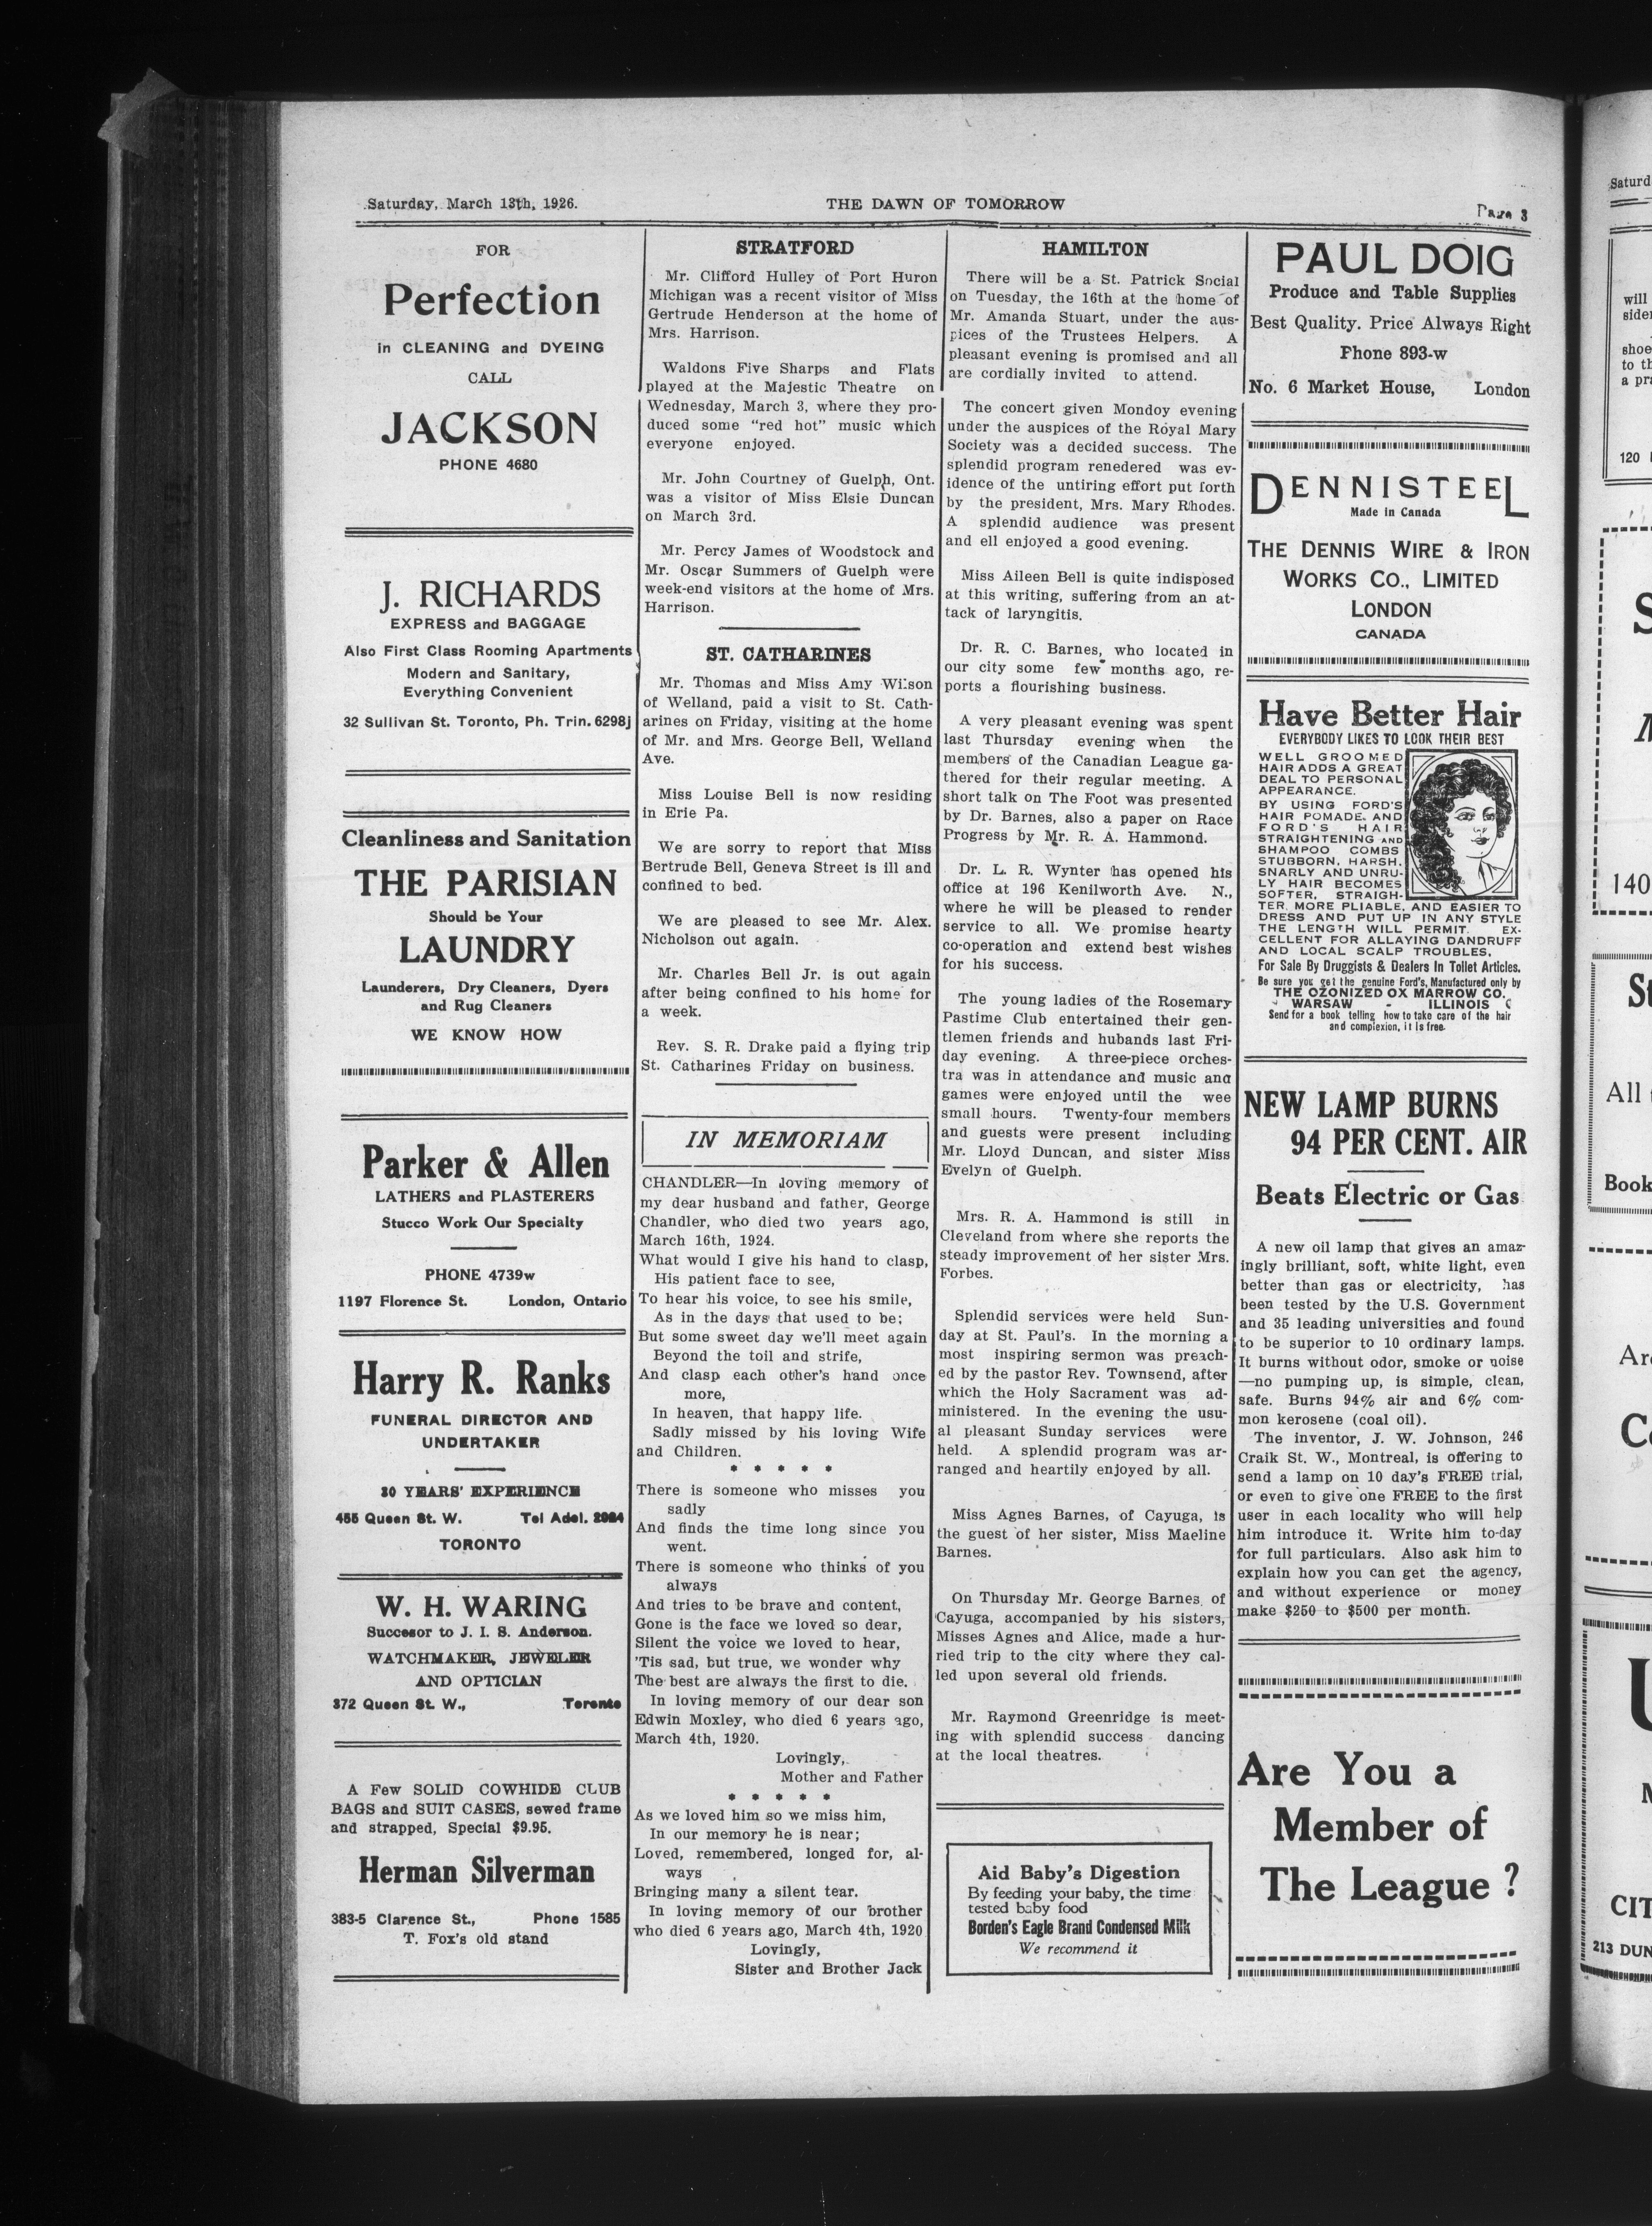 Saturday, March 13th, 1926.
THE DAWN OF TOMORROW
Page 3
FOR
Perfection
in CLEANING and DYEING
CALL
JACKSON
PHONE 4680
J. RICHARDS
EXPRESS and BAGGAGE
Also First Class Rooming Apartments
Modern and Sanitary,
Everything Convenient
32 Sullivan St. Toronto, Ph. Trin. 6298j
Cleanliness and Sanitation
THE PARISIAN
Should be Your
LAUNDRY
Launderers, Dry Cleaners, Dyers
and Rug Cleaners
WE KNOW HOW
Parker & Allen
LATHERS and PLASTERERS
Stucco Work Our Specialty
PHONE 4739w
1197 Florence St. London, Ontario
Harry R. Ranks
FUNERAL DIRECTOR AND
UNDERTAKER
30 YEARS' EXPERIENCE
455 Queen St. W. Tel Adel. 2024
TORONTO
W. H. WARING
Succesor to J. I. S. Anderson.
WATCHMAKER, JEWELER
AND OPTICIAN
372 Queen St. W., Toronto
A Few SOLID COWHIDE CLUB
BAGS and SUIT CASES, sewed frame
and strapped, Special $9.95.
Herman Silverman
383-5 Clarence St., Phone 1585
T. Fox's old stand
STRATFORD
Mr. Clifford Hulley of Port Huron
Michigan was a recent visitor of Miss
Gertrude Henderson at the home of
Mrs. Harrison.
Waldons Five Sharps and Flats
played at the Majestic Theatre on
Wednesday, March 3, where they pro-
duced some "red hot" music which
everyone enjoyed.
Mr. John Courtney of Guelph, Ont.
was a visitor of Miss Elsie Duncan
on March 3rd.
Mr. Percy James of Woodstock and
Mr. Oscar Summers of Guelph were
week-end visitors at the home of Mrs.
Harrison.
ST. CATHARINES
Mr. Thomas and Miss Amy Wilson
of Welland, paid a visit to St. Cath-
arines on Friday, visiting at the home
of Mr. and Mrs. George Bell, Welland
Ave.
Miss Louise Bell is now residing
in Erie Pa.
We are sorry to report that Miss
Bertrude Bell, Geneva Street is ill and
confined to bed.
We are pleased to see Mr. Alex.
Nicholson out again.
Mr. Charles Bell Jr. is out again
after being confined to his home for
a week.
Rev. S. R. Drake paid a flying trip
St. Catharines Friday on business.
IN MEMORIAM
CHANDLER—In loving memory of
my dear husband and father, George
Chandler, who died two years ago,
March 16th, 1924.
What would I give his hand to clasp,
His patient face to see,
To hear his voice, to see his smile,
As in the days that used to be;
But some sweet day we'll meet again
Beyond the toil and strife,
And clasp each other's hand once
more,
In heaven, that happy life.
Sadly missed by his loving Wife
and Children.
* * * * *
There is someone who misses you
sadly
And finds the time long since you
went.
There is someone who thinks of you
always
And tries to be brave and content,
Gone is the face we loved so dear,
Silent the voice we loved to hear,
'Tis sad, but true, we wonder why
The best are always the first to die.
In loving memory of our dear son
Edwin Moxley, who died 6 years ago,
March 4th, 1920.
Lovingly,
Mother and Father
* * * * *
As we loved him so we miss him,
In our memory he is near;
Loved, remembered, longed for, al-
ways
Bringing many a silent tear.
In loving memory of our brother
who died 6 years ago, March 4th, 1920
Lovingly,
Sister and Brother Jack
HAMILTON
There will be a St. Patrick Social
on Tuesday, the 16th at the home of
Mr. Amanda Stuart, under the aus-
pices of the Trustees Helpers. A
pleasant evening is promised and all
are cordially invited to attend.
The concert given Mondoy evening
under the auspices of the Royal Mary
Society was a decided success. The
splendid program renedered was ev-
idence of the untiring effort put forth
by the president, Mrs. Mary Rhodes.
A splendid audience was present
and ell enjoyed a good evening.
Miss Aileen Bell is quite indisposed
at this writing, suffering from an at-
tack of laryngitis.
Dr. R. C. Barnes, who located in
our city some few months ago, re-
ports a flourishing business.
A very pleasant evening was spent
last Thursday evening when the
members of the Canadian League ga-
thered for their regular meeting. A
short talk on The Foot was presented
by Dr. Barnes, also a paper on Race
Progress by Mr. R. A. Hammond.
Dr. L. R. Wynter has opened his
office at 196 Kenilworth Ave. N.,
where he will be pleased to render
service to all. We promise hearty
co-operation and extend best wishes
for his success.
The young ladies of the Rosemary
Pastime Club entertained their gen-
tlemen friends and hubands last Fri-
day evening. A three-piece orches-
tra was in attendance and music and
games were enjoyed until the wee
small hours. Twenty-four members
and guests were present including
Mr. Lloyd Duncan, and sister Miss
Evelyn of Guelph.
Mrs. R. A. Hammond is still in
Cleveland from where she reports the
steady improvement of her sister Mrs.
Forbes.
Splendid services were held Sun-
day at St. Paul's. In the morning a
most inspiring sermon was preach-
ed by the pastor Rev. Townsend, after
which the Holy Sacrament was ad-
ministered. In the evening the usu-
al pleasant Sunday services were
held. A splendid program was ar-
ranged and heartily enjoyed by all.
Miss Agnes Barnes, of Cayuga, is
the guest of her sister, Miss Maeline
Barnes.
On Thursday Mr. George Barnes of
Cayuga, accompanied by his sisters,
Misses Agnes and Alice, made a hur-
ried trip to the city where they cal-
led upon several old friends.
Mr. Raymond Greenridge is meet-
ing with splendid success dancing
at the local theatres.
Aid Baby's Digestion
By feeding your baby, the time
tested baby food
Borden's Eagle Brand Condensed Milk
We recommend it
PAUL DOIG
Produce and Table Supplies
Best Quality. Price Always Right
Phone 893-w
No. 6 Market House, London
DENNISTEEL
Made in Canada
THE DENNIS WIRE & IRON
WORKS CO., LIMITED
LONDON
CANADA
Have Better Hair
EVERYBODY LIKES TO LOOK THEIR BEST
WELL GROOMED
HAIR ADDS A GREAT
DEAL TO PERSONAL
APPEARANCE.
BY USING FORD'S
HAIR POMADE, AND
FORD'S HAIR
STRAIGHTENING AND
SHAMPOO COMBS
STUBBORN, HARSH,
SNARLY AND UNRU-
LY HAIR BECOMES
SOFTER, STRAIGH-
TER, MORE PLIABLE, AND EASIER TO
DRESS AND PUT UP IN ANY STYLE
THE LENGTH WILL PERMIT. EX-
CELLENT FOR ALLAYING DANDRUFF
AND LOCAL SCALP TROUBLES.
For Sale By Druggists & Dealers In Toilet Articles.
Be sure you get the genuine Ford's, Manufactured only by
THE OZONIZED OX MARROW CO.
WARSAW - ILLINOIS
Send for a book telling how to take care of the hair
and complexion, it is free.
NEW LAMP BURNS
94 PER CENT. AIR
Beats Electric or Gas
A new oil lamp that gives an amaz-
ingly brilliant, soft, white light, even
better than gas or electricity, has
been tested by the U.S. Government
and 35 leading universities and found
to be superior to 10 ordinary lamps.
It burns without odor, smoke or noise
—no pumping up, is simple, clean,
safe. Burns 94% air and 6% com-
mon kerosene (coal oil).
The inventor, J. W. Johnson, 246
Craik St. W., Montreal, is offering to
send a lamp on 10 day's FREE trial,
or even to give one FREE to the first
user in each locality who will help
him introduce it. Write him to-day
for full particulars. Also ask him to
explain how you can get the agency,
and without experience or money
make $250 to $500 per month.
Are You a
Member of
The League ?
Saturd
will
shoe
to th
120
140
All
Book
CIT
213 DUN